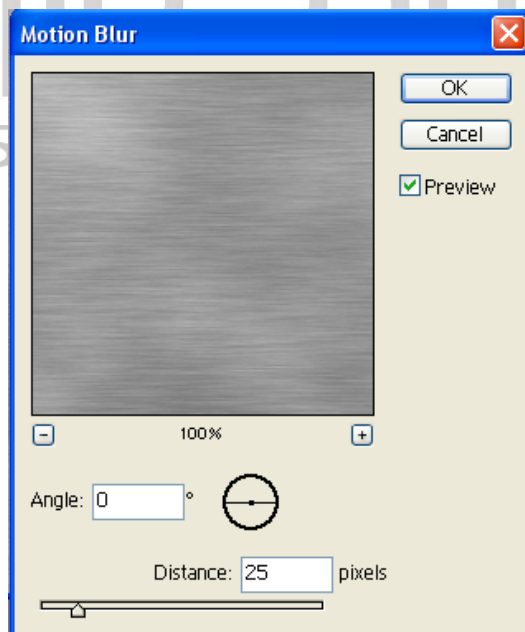 Motion Blur
OK
Cancel
Preview
100%
Angle: 0 °
Distance: 25 pixels